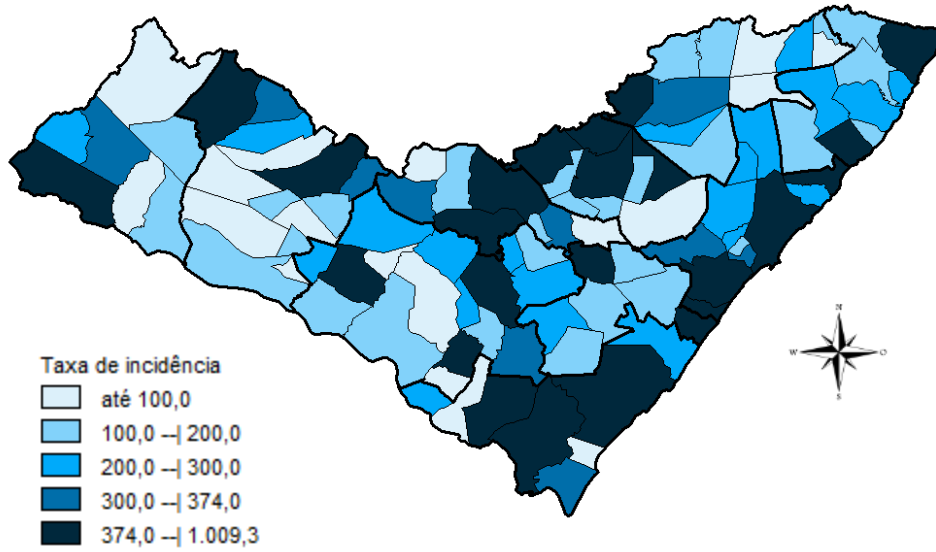 Taxa de incidência
até 100,0
100,0 --| 200,0
200,0 --| 300,0
300,0 --| 374,0
374,0 --| 1.009,3
N
W O
S